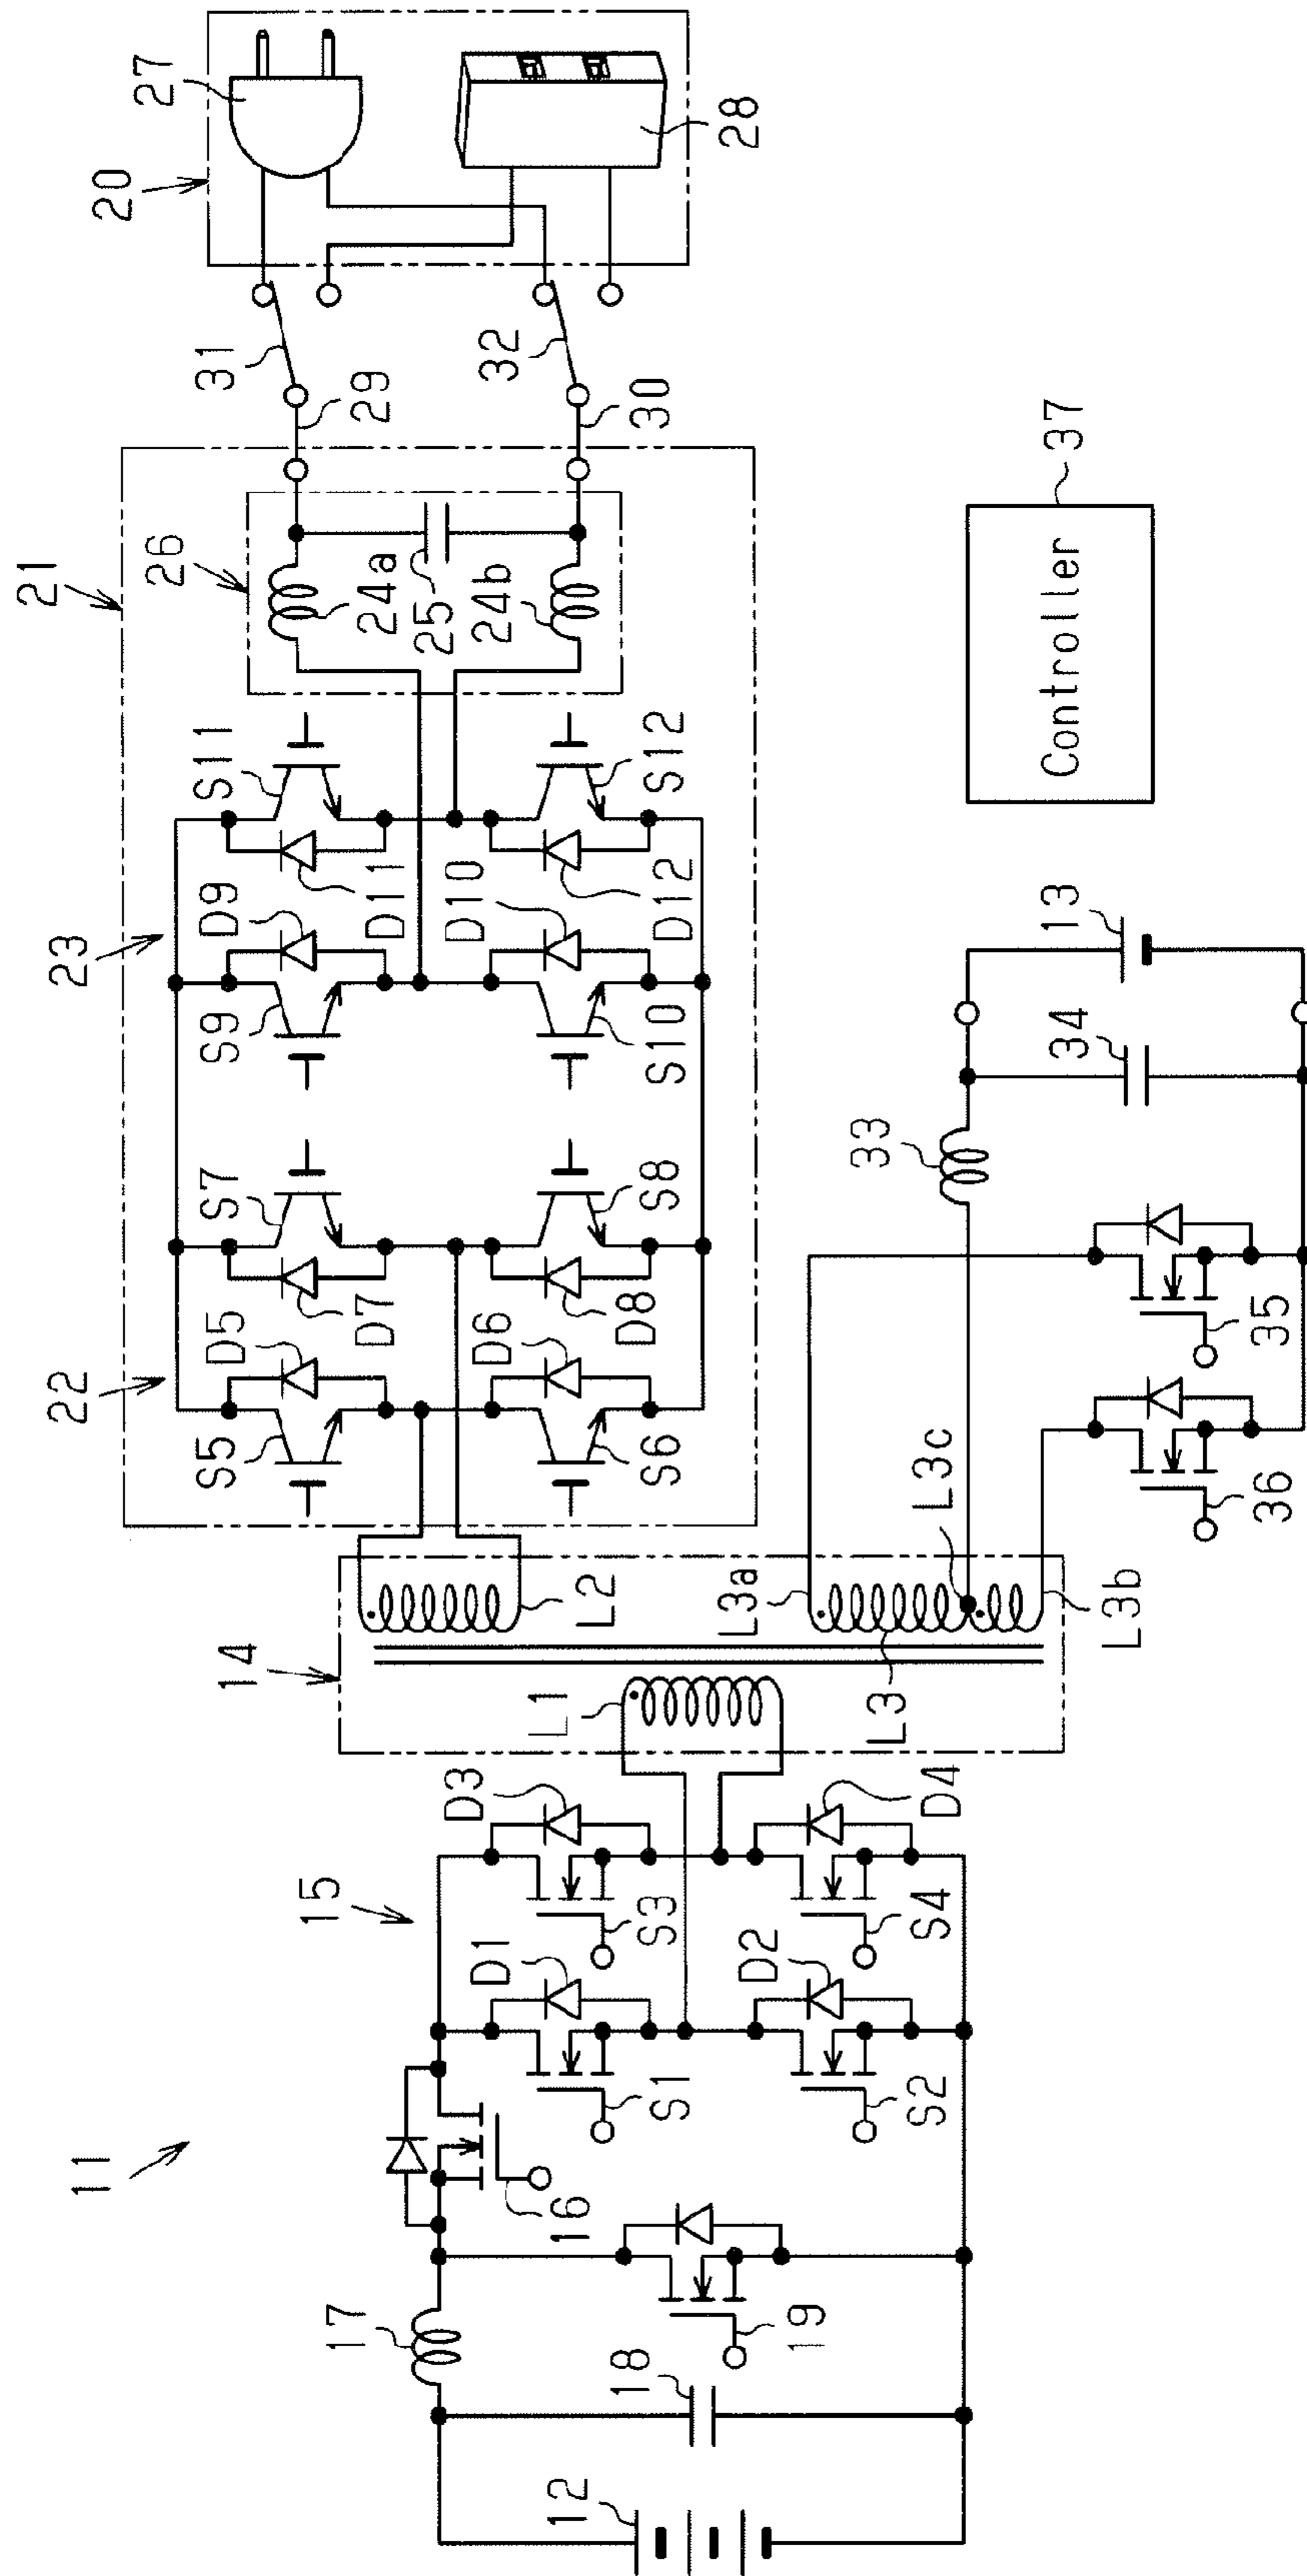 11
12
17
18
19
16
15
S1
D1
S2
D2
S3
D3
S4
D4
14
L1
L2
L3
L3a
L3b
L3c
21
22
23
S5
D5
S6
D6
S7
D7
S8
D8
S9
D9
S10
D10
S11
D11
S12
D12
26
24a
25
24b
29
30
31
32
20
27
28
33
34
13
35
36
37
Controller